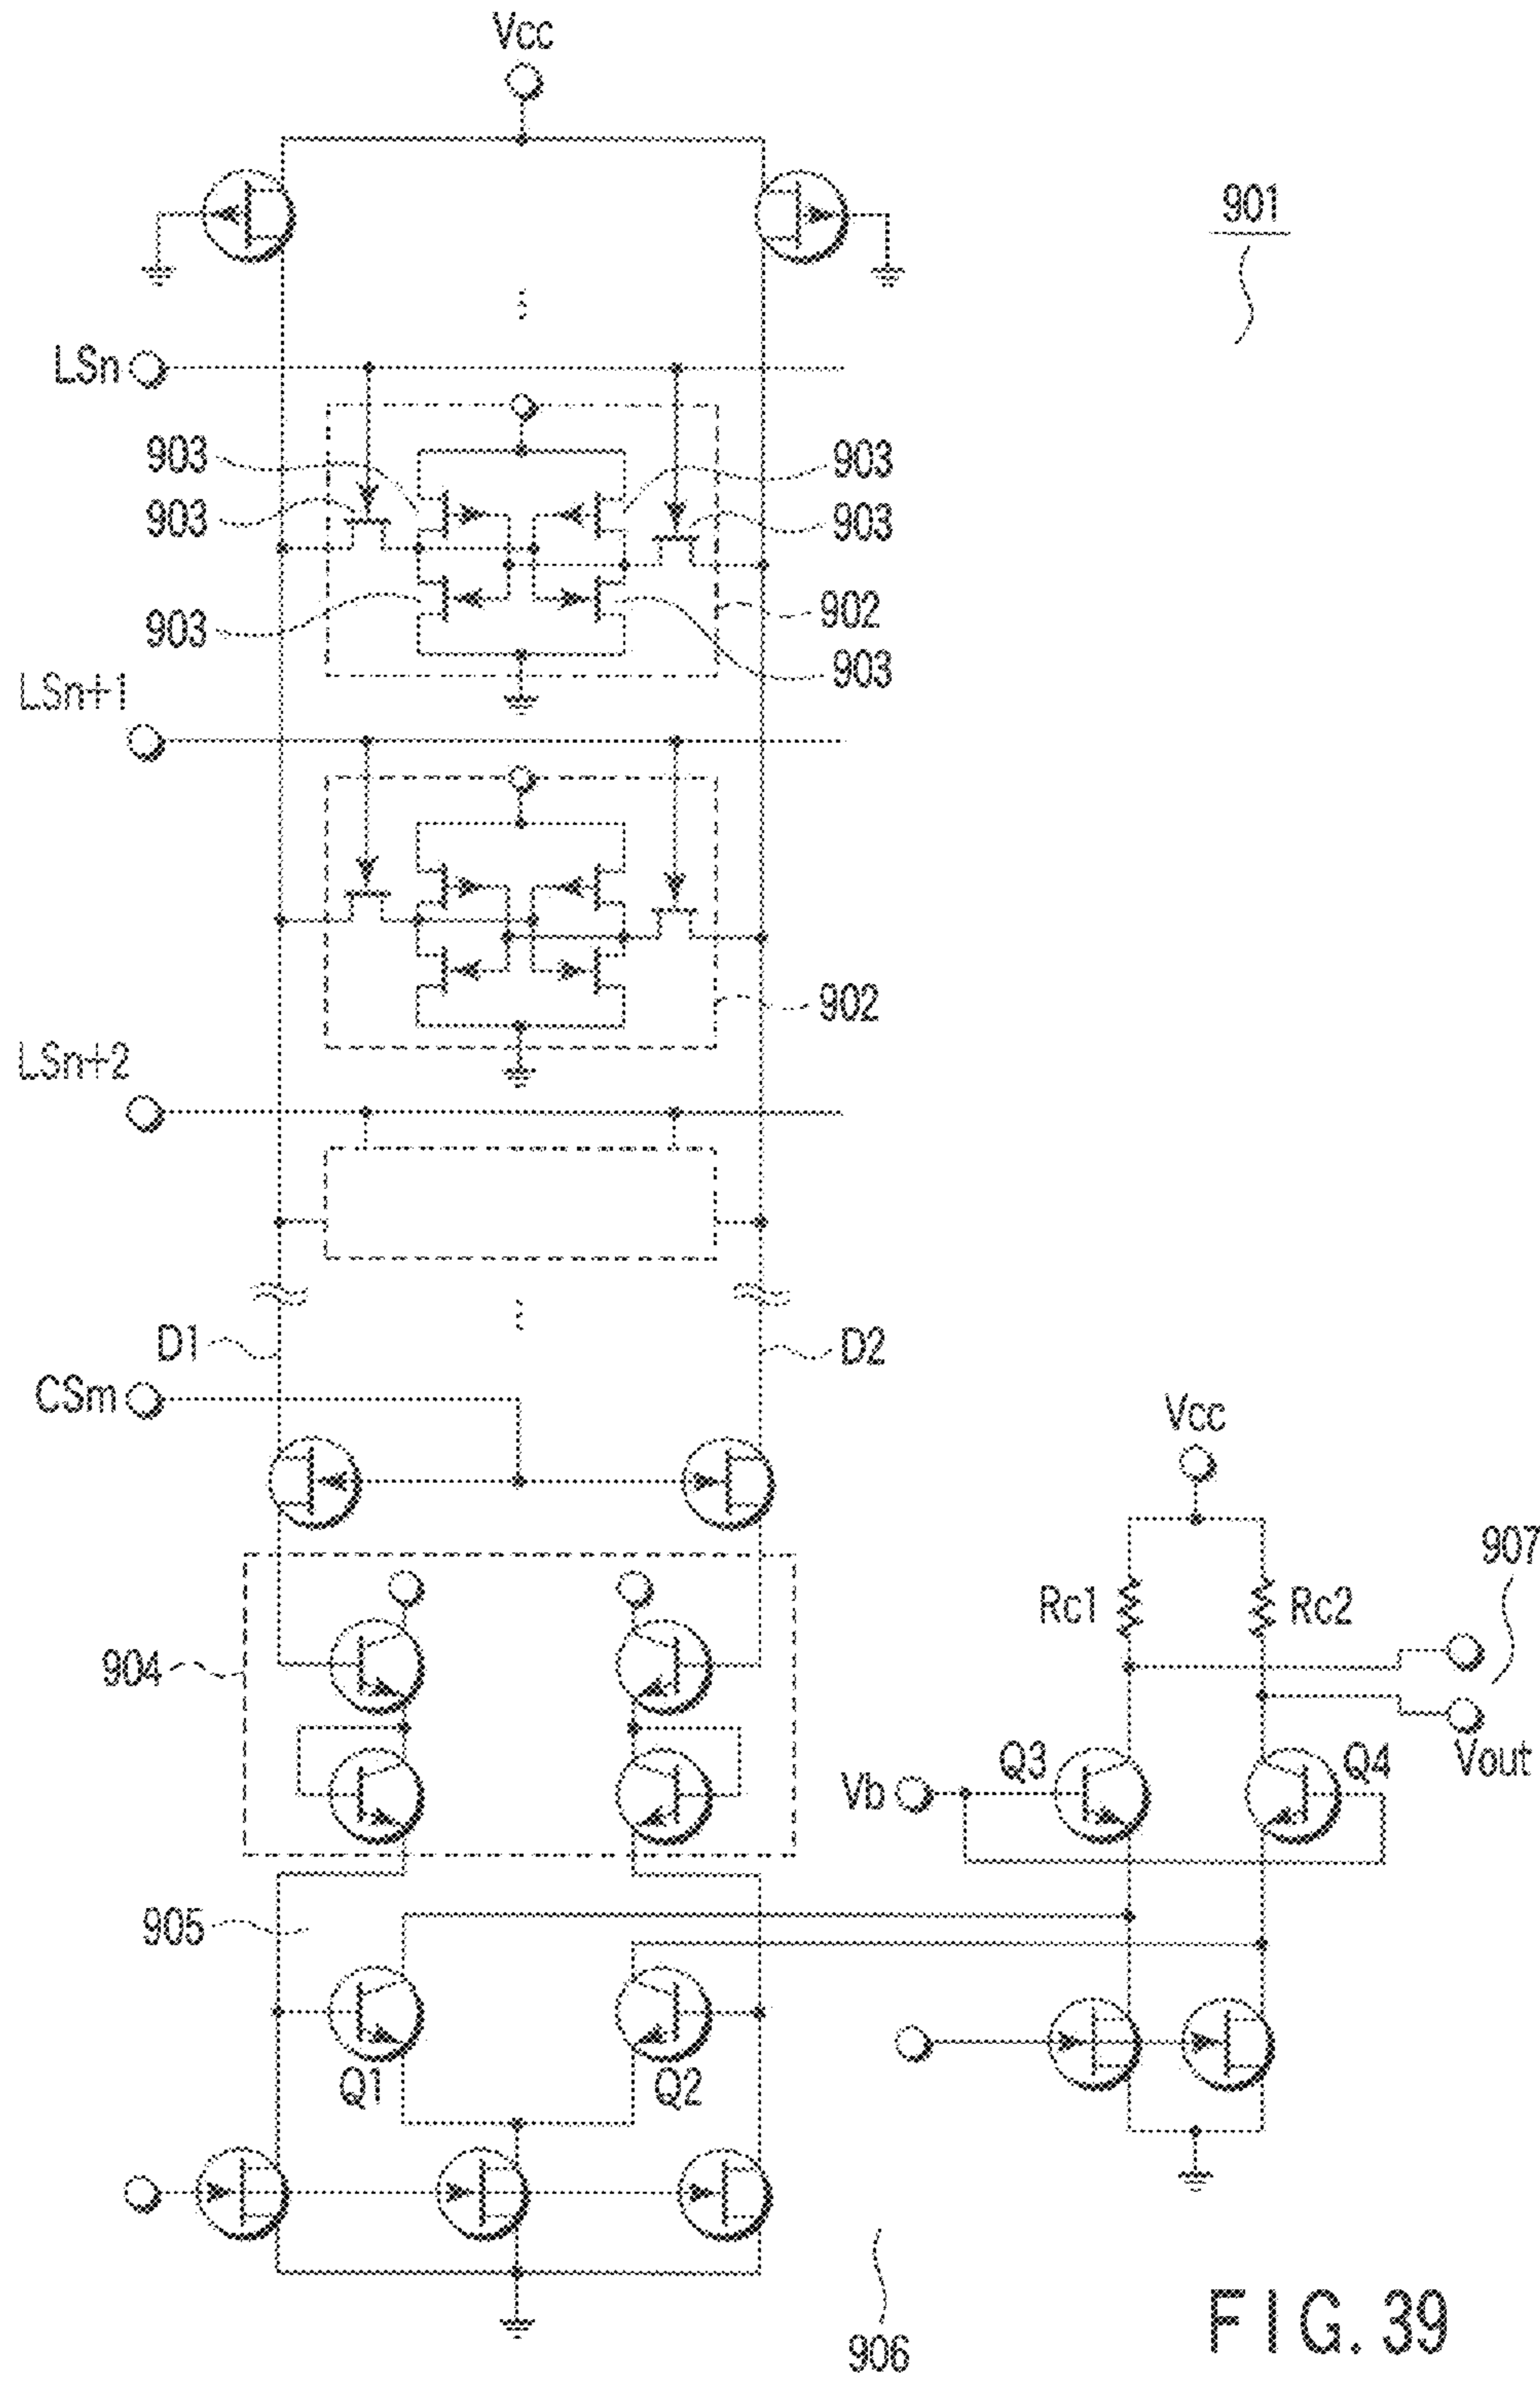 Vcc
901
LSn
903
903
903
903
902
903
903
LSn+1
902
LSn+2
D1
D2
CSm
Vcc
907
Rc1
Rc2
904
Q3
Q4
Vout
Vb
905
Q1
Q2
906
FIG. 39